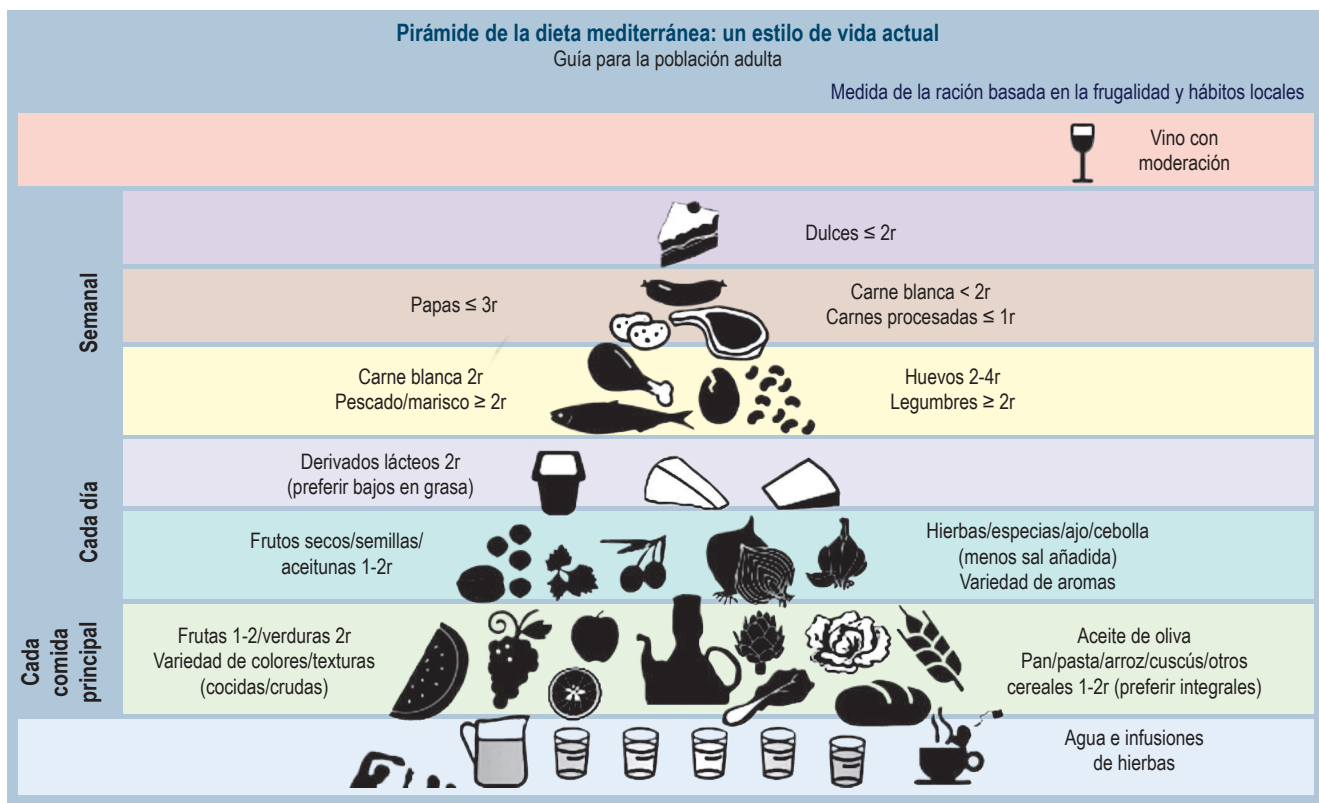 Pirámide de la dieta mediterránea: un estilo de vida actual
Guía para la población adulta
Medida de la ración basada en la frugalidad y hábitos locales
Vino con
moderación
Semanal
Dulces ≤ 2r
Papas ≤ 3r
Carne blanca < 2r
Carnes procesadas ≤ 1r
Carne blanca 2r
Pescado/marisco ≥ 2r
Huevos 2-4r
Legumbres ≥ 2r
Cada día
Derivados lácteos 2r
(preferir bajos en grasa)
Frutos secos/semillas/
aceitunas 1-2r
Hierbas/especias/ajo/cebolla
(menos sal añadida)
Variedad de aromas
Cada
comida
principal
Frutas 1-2/verduras 2r
Variedad de colores/texturas
(cocidas/crudas)
Aceite de oliva
Pan/pasta/arroz/cuscús/otros
cereales 1-2r (preferir integrales)
Agua e infusiones
de hierbas